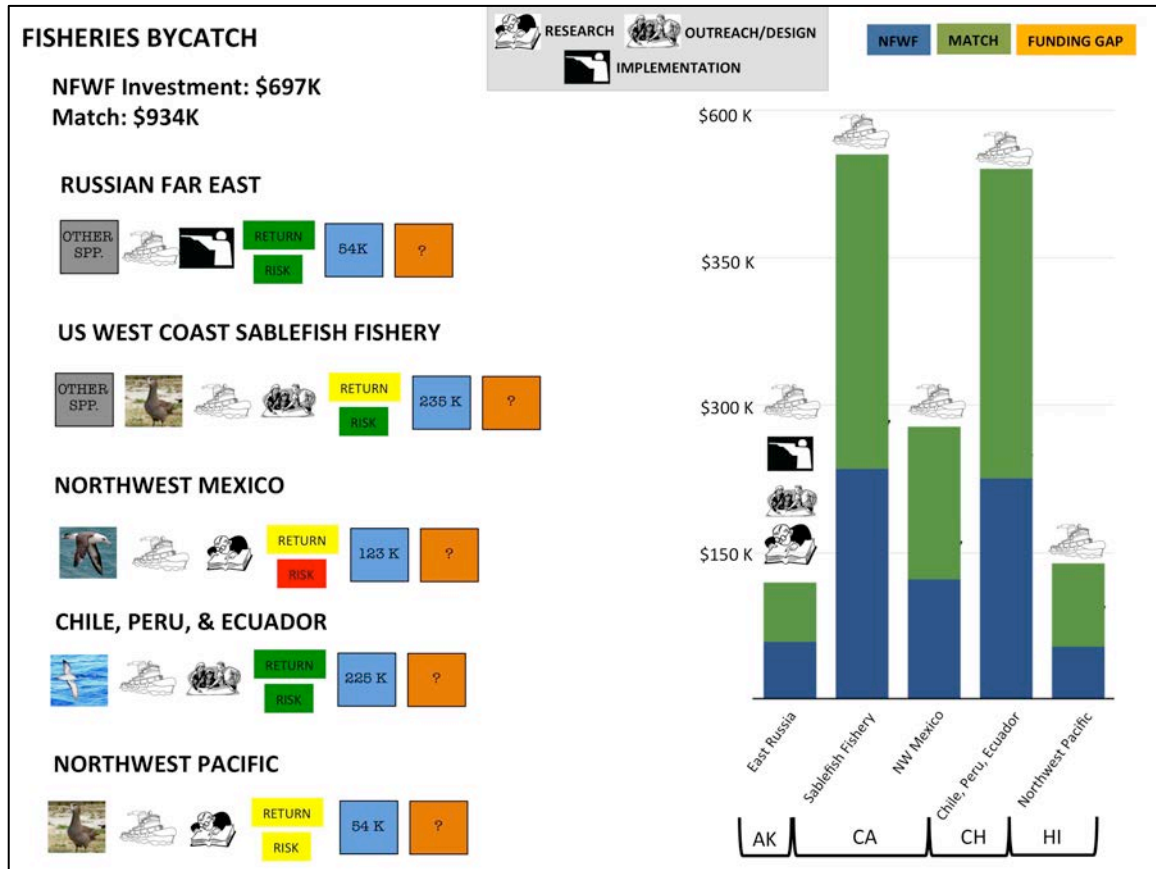 FISHERIES BYCATCH
NFWF Investment: $697K
Match: $934K
RESEARCH
OUTREACH/DESIGN
IMPLEMENTATION
NFWF
MATCH
FUNDING GAP
RUSSIAN FAR EAST
OTHER
SPP.
RETURN
RISK
54K
?
US WEST COAST SABLEFISH FISHERY
OTHER
SPP.
RETURN
RISK
235 K
?
NORTHWEST MEXICO
RETURN
RISK
123 K
?
CHILE, PERU, & ECUADOR
RETURN
RISK
225 K
?
NORTHWEST PACIFIC
RETURN
RISK
54 K
?
$600 K
$350 K
$300 K
$150 K
East Russia
Sablefish Fishery
NW Mexico
Chile, Peru, Ecuador
Northwest Pacific
AK
CA
CH
HI